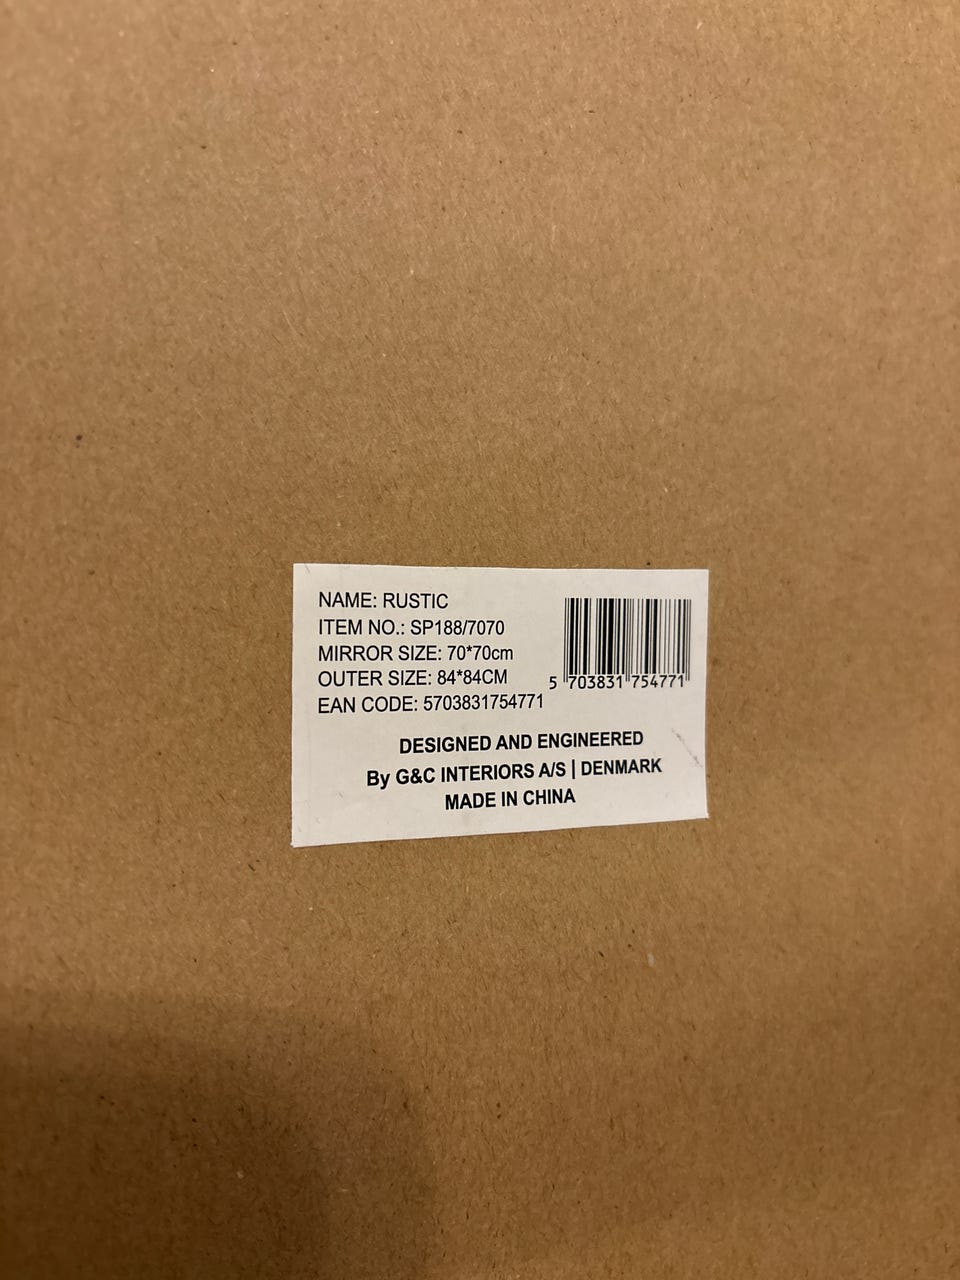 NAME: RUSTIC
ITEM NO.: SP188/7070
MIRROR SIZE: 70*70cm
OUTER SIZE: 84*84CM
EAN CODE: 5703831754771
5 703831 754771
DESIGNED AND ENGINEERED
By G&C INTERIORS A/S | DENMARK
MADE IN CHINA